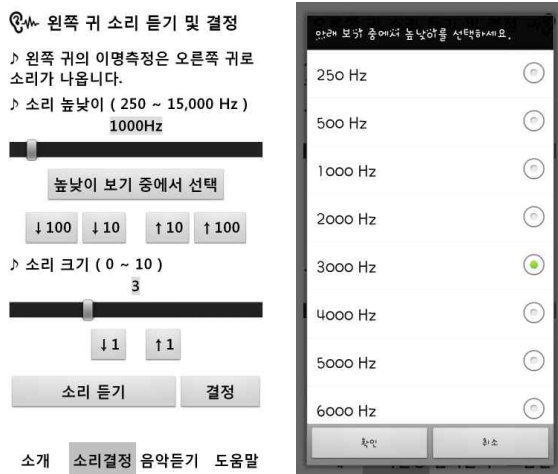 왼쪽 귀 소리 듣기 및 결정
♪ 왼쪽 귀의 이명측정은 오른쪽 귀로
소리가 나옵니다.
♪ 소리 높낮이 ( 250 ~ 15,000 Hz )
1000Hz
높낮이 보기 중에서 선택
↓100 ↓10 ↑10 ↑100
♪ 소리 크기 ( 0 ~ 10 )
3
↓1 ↑1
소리 듣기 결정
소개 소리결정 음악듣기 도움말
아래 보기 중에서 높낮이를 선택하세요.
250 Hz
500 Hz
1000 Hz
2000 Hz
3000 Hz
4000 Hz
5000 Hz
6000 Hz
확인 취소